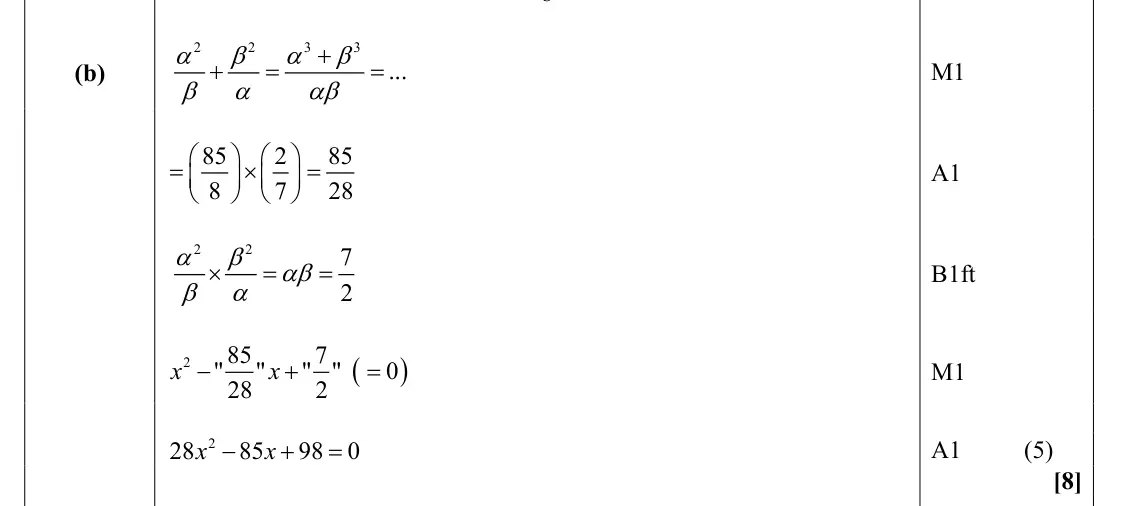 (b) α²/β + β²/α = (α³ + β³)/(αβ) = ... M1
= (85/8) × (2/7) = 85/28 A1
α²/β × β²/α = αβ = 7/2 B1ft
x² − "85/28" x + "7/2" (= 0) M1
28x² − 85x + 98 = 0 A1 (5)
[8]